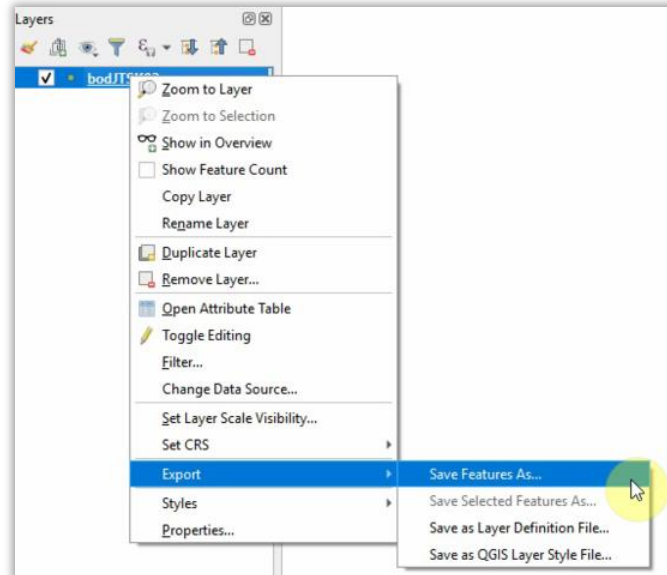 Layers
Zoom to Layer
Zoom to Selection
Show in Overview
Show Feature Count
Copy Layer
Rename Layer
Duplicate Layer
Remove Layer...
Open Attribute Table
Toggle Editing
Filter...
Change Data Source...
Set Layer Scale Visibility...
Set CRS
Export
Save Features As...
Save Selected Features As...
Styles
Save as Layer Definition File...
Properties...
Save as QGIS Layer Style File...